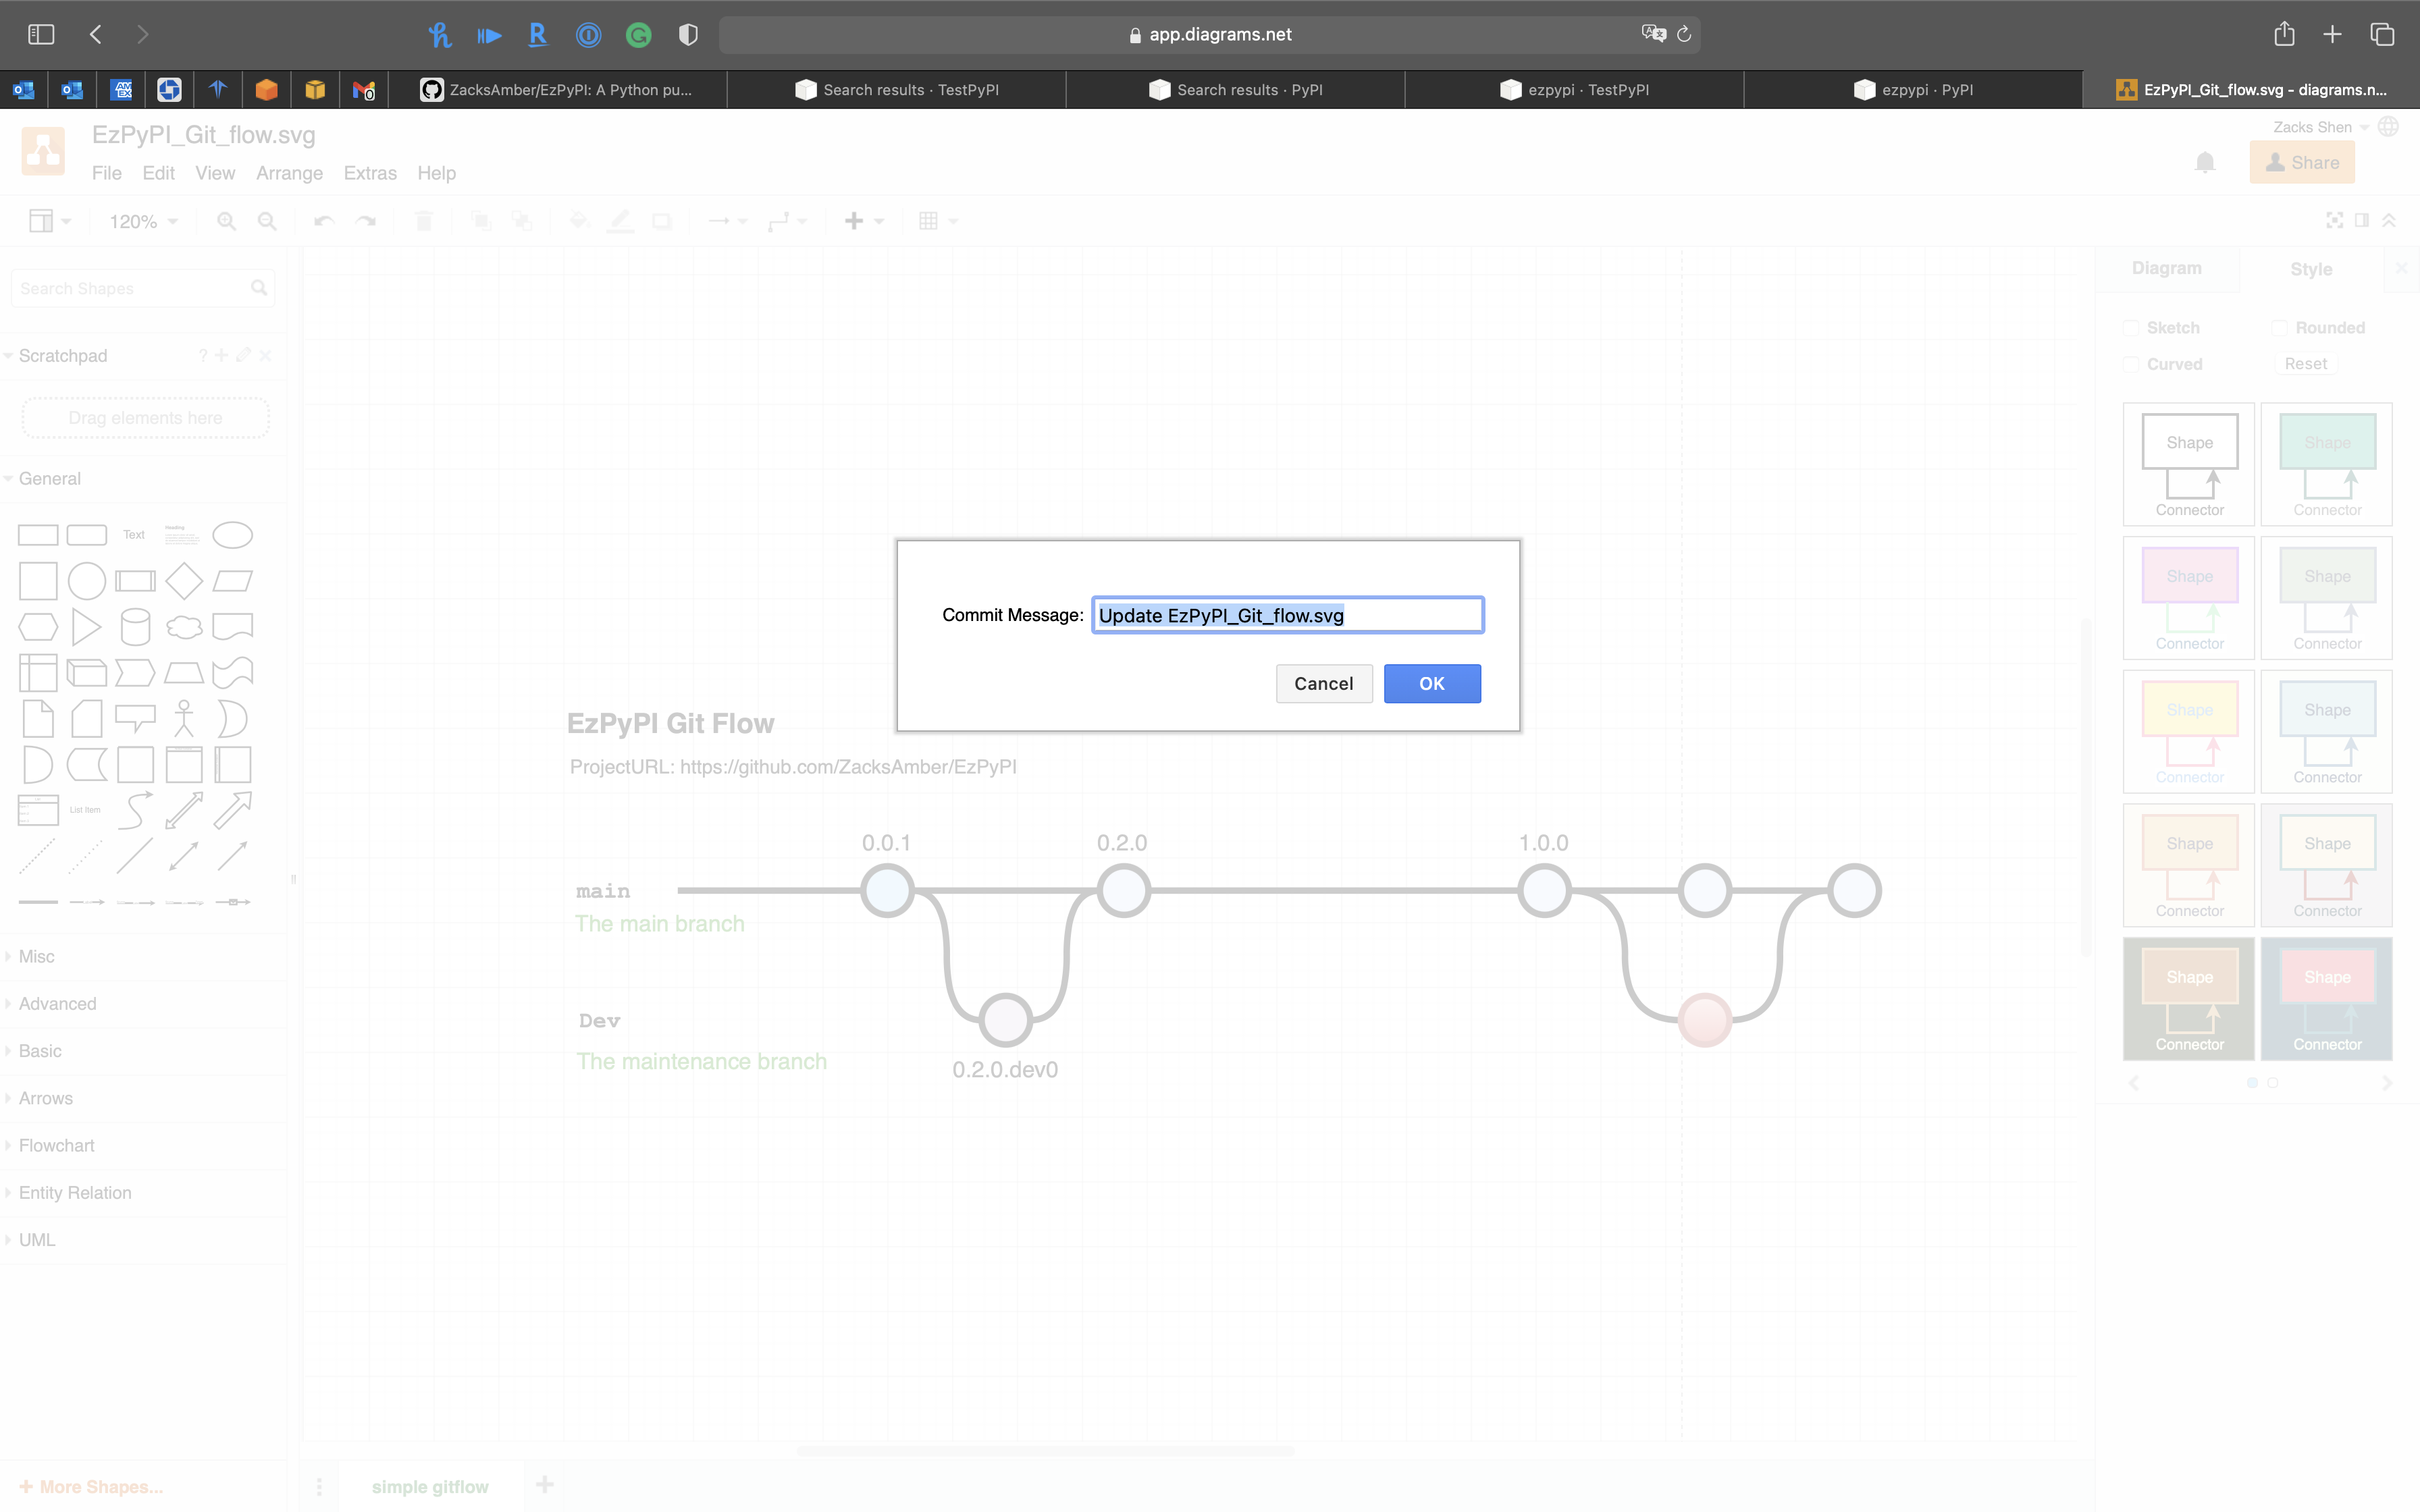 app.diagrams.net
ZacksAmber/EzPyPI: A Python pu...
Search results · TestPyPI
Search results · PyPI
ezpypi · TestPyPI
ezpypi · PyPI
EzPyPI_Git_flow.svg - diagrams.n...
EzPyPI_Git_flow.svg
Zacks Shen
File Edit View Arrange Extras Help
Share
120%
Search Shapes
Diagram Style
Sketch Rounded
Curved Reset
Scratchpad ?
Drag elements here
General
Text
Heading
List Item
Misc
Advanced
Basic
Arrows
Flowchart
Entity Relation
UML
+ More Shapes...
Commit Message: Update EzPyPI_Git_flow.svg
Cancel OK
EzPyPI Git Flow
ProjectURL: https://github.com/ZacksAmber/EzPyPI
0.0.1 0.2.0 1.0.0
main
The main branch
Dev
The maintenance branch
0.2.0.dev0
Shape Shape
Connector Connector
Shape Shape
Connector Connector
Shape Shape
Connector Connector
Shape Shape
Connector Connector
Shape Shape
Connector Connector
simple gitflow